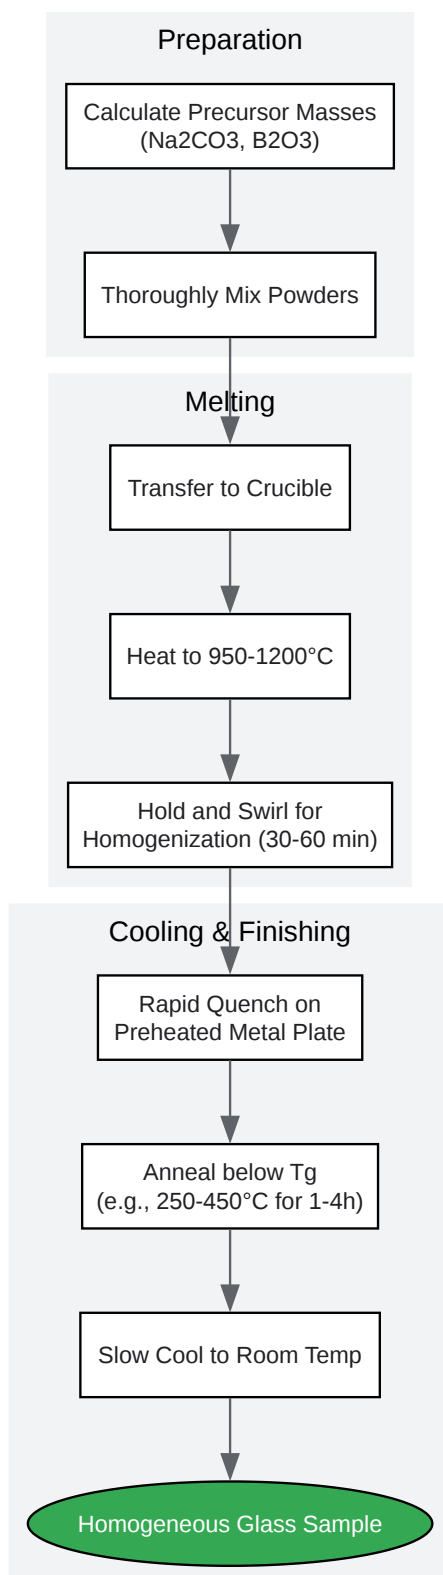 Preparation
Calculate Precursor Masses
(Na2CO3, B2O3)
Thoroughly Mix Powders
Melting
Transfer to Crucible
Heat to 950-1200°C
Hold and Swirl for
Homogenization (30-60 min)
Cooling & Finishing
Rapid Quench on
Preheated Metal Plate
Anneal below Tg
(e.g., 250-450°C for 1-4h)
Slow Cool to Room Temp
Homogeneous Glass Sample